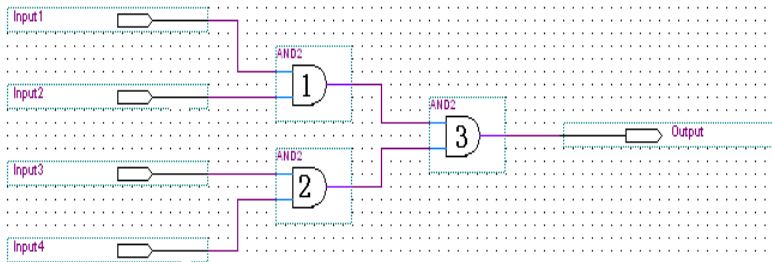 Input1
AND2
1
Input2
AND2
3
Output
AND2
Input3
2
Input4